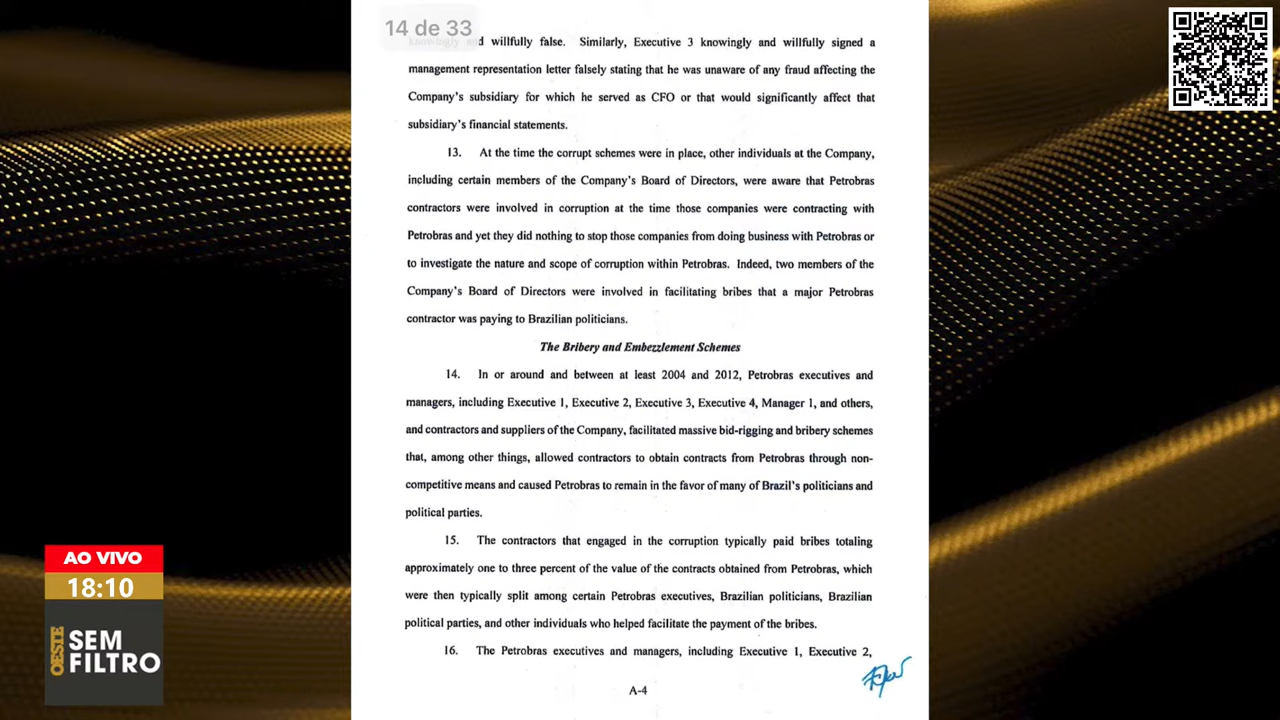 14 de 33
willfully false. Similarly, Executive 3 knowingly and willfully signed a
management representation letter falsely stating that he was unaware of any fraud affecting the
Company's subsidiary for which he served as CFO or that would significantly affect that
subsidiary's financial statements.
13. At the time the corrupt schemes were in place, other individuals at the Company,
including certain members of the Company's Board of Directors, were aware that Petrobras
contractors were involved in corruption at the time those companies were contracting with
Petrobras and yet they did nothing to stop those companies from doing business with Petrobras or
to investigate the nature and scope of corruption within Petrobras. Indeed, two members of the
Company's Board of Directors were involved in facilitating bribes that a major Petrobras
contractor was paying to Brazilian politicians.
The Bribery and Embezzlement Schemes
14. In or around and between at least 2004 and 2012, Petrobras executives and
managers, including Executive 1, Executive 2, Executive 3, Executive 4, Manager 1, and others,
and contractors and suppliers of the Company, facilitated massive bid-rigging and bribery schemes
that, among other things, allowed contractors to obtain contracts from Petrobras through non-
competitive means and caused Petrobras to remain in the favor of many of Brazil's politicians and
political parties.
15. The contractors that engaged in the corruption typically paid bribes totaling
approximately one to three percent of the value of the contracts obtained from Petrobras, which
were then typically split among certain Petrobras executives, Brazilian politicians, Brazilian
political parties, and other individuals who helped facilitate the payment of the bribes.
16. The Petrobras executives and managers, including Executive 1, Executive 2,
A-4
AO VIVO
18:10
OESTE
SEM
FILTRO